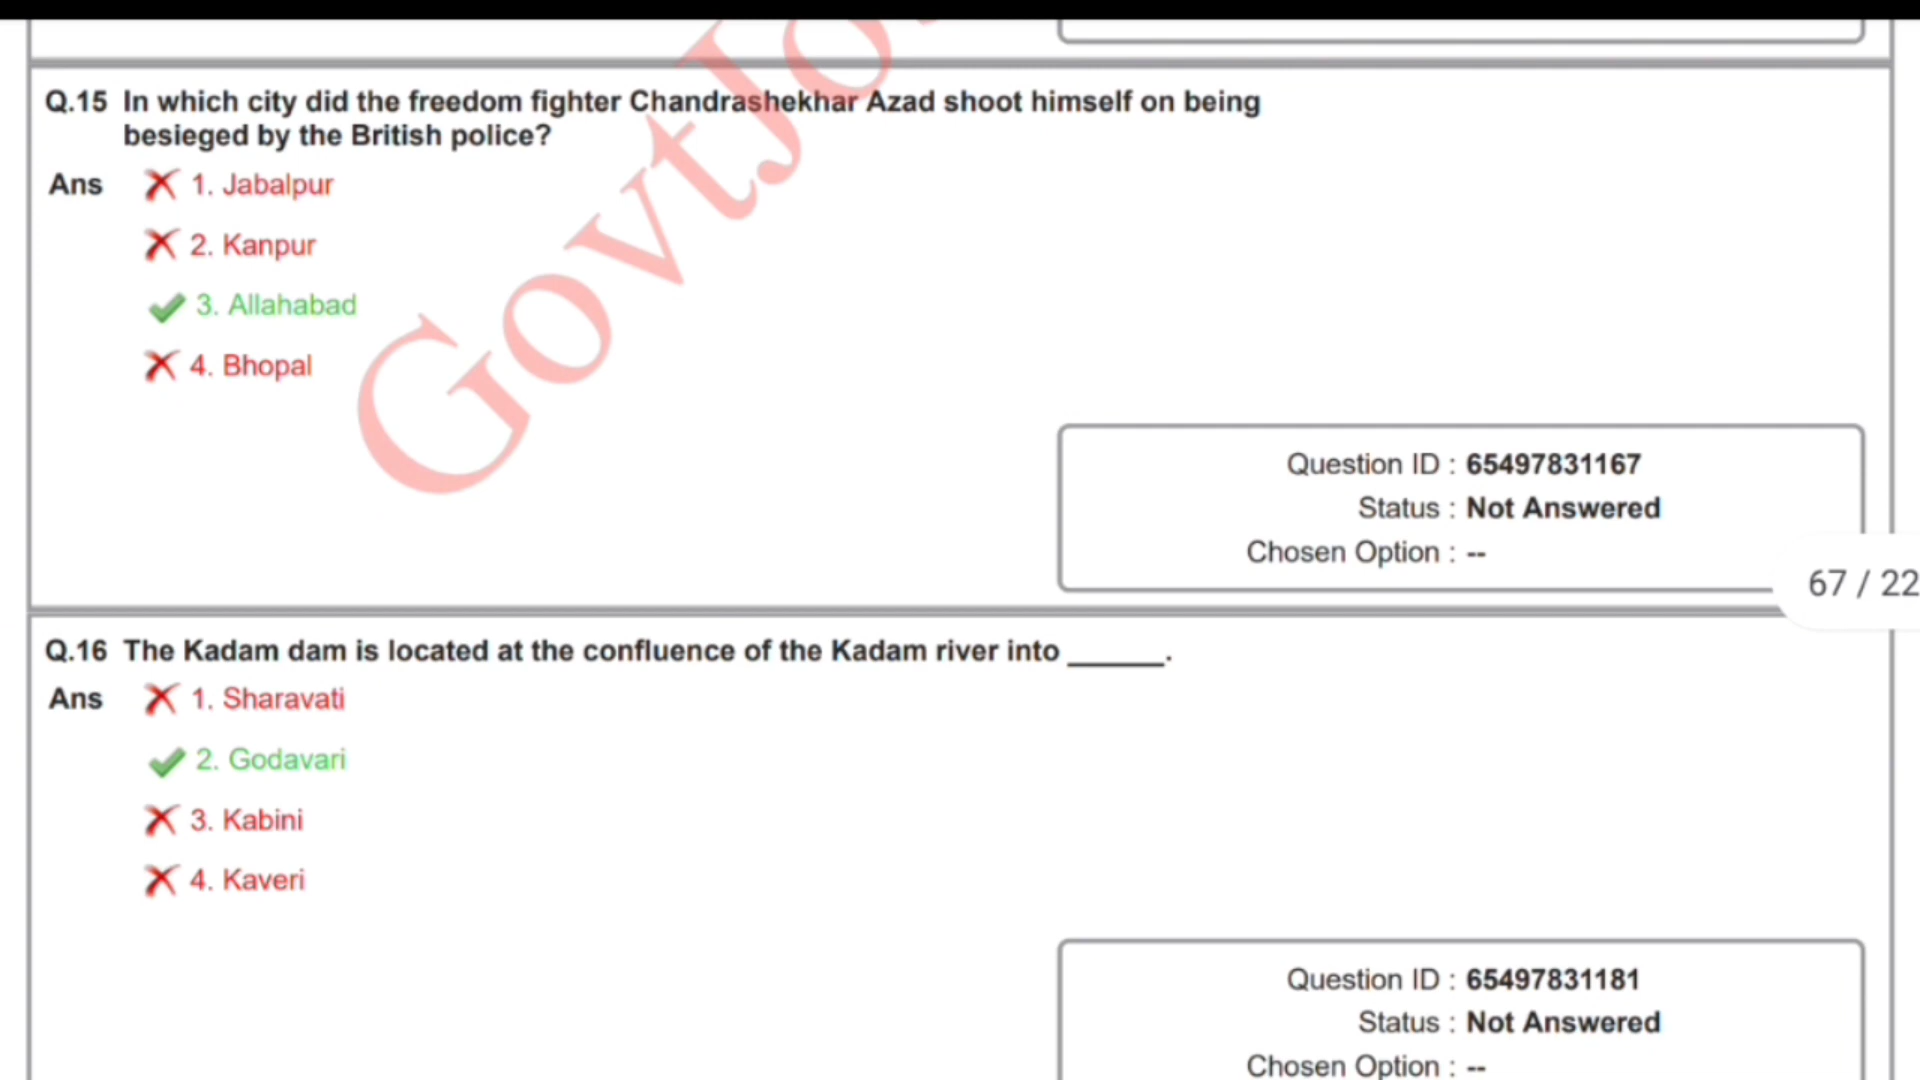 GovtJo
Q.15 In which city did the freedom fighter Chandrashekhar Azad shoot himself on being
besieged by the British police?
Ans 1. Jabalpur
2. Kanpur
3. Allahabad
4. Bhopal
Question ID : 65497831167
Status : Not Answered
Chosen Option : --
67 / 22
Q.16 The Kadam dam is located at the confluence of the Kadam river into ______.
Ans 1. Sharavati
2. Godavari
3. Kabini
4. Kaveri
Question ID : 65497831181
Status : Not Answered
Chosen Option : --